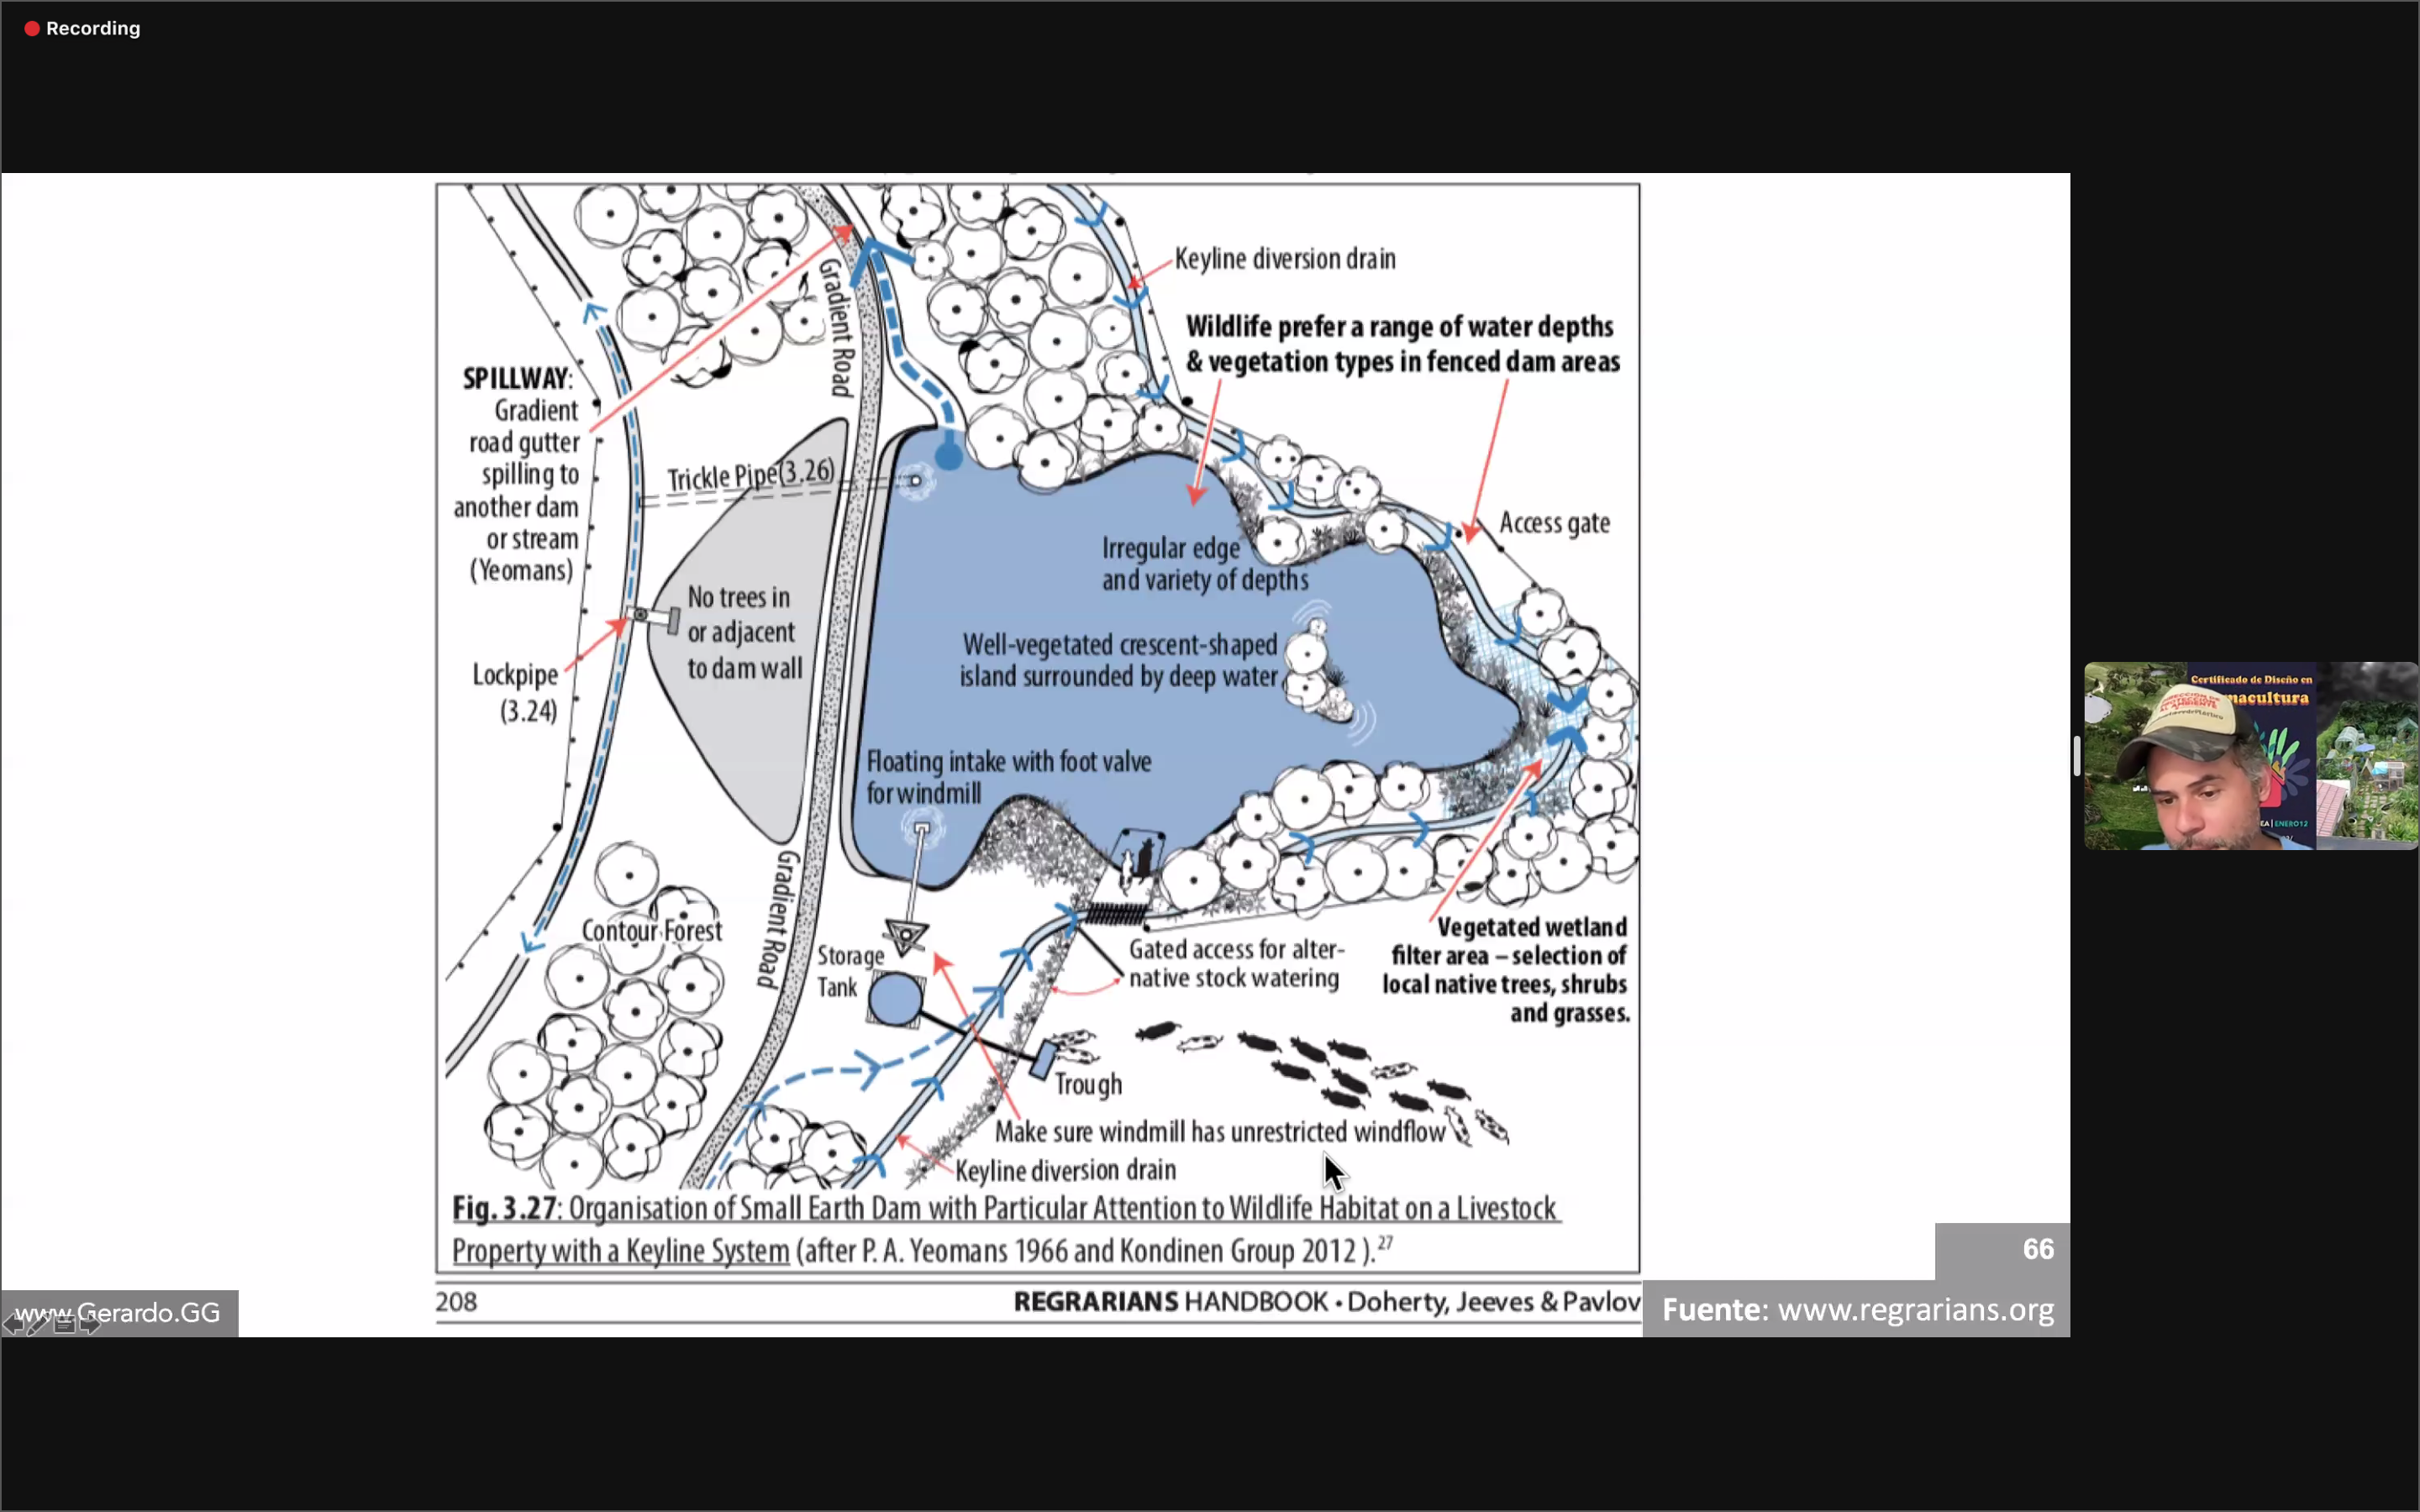 Recording
Keyline diversion drain
Wildlife prefer a range of water depths
& vegetation types in fenced dam areas
Gradient Road
SPILLWAY:
Gradient
road gutter
spilling to
another dam
or stream
(Yeomans)
Trickle Pipe(3.26)
Access gate
Irregular edge
and variety of depths
No trees in
or adjacent
to dam wall
Well-vegetated crescent-shaped
island surrounded by deep water
Lockpipe
(3.24)
Floating intake with foot valve
for windmill
Gradient Road
Contour Forest
Storage
Tank
Gated access for alter-
native stock watering
Vegetated wetland
filter area – selection of
local native trees, shrubs
and grasses.
Trough
Make sure windmill has unrestricted windflow
Keyline diversion drain
Fig. 3.27: Organisation of Small Earth Dam with Particular Attention to Wildlife Habitat on a Livestock
Property with a Keyline System (after P. A. Yeomans 1966 and Kondinen Group 2012 ).27
208
REGRARIANS HANDBOOK • Doherty, Jeeves & Pavlov
66
www.Gerardo.GG
Fuente: www.regrarians.org
Certificado de Diseño en
macultura
ENERO12